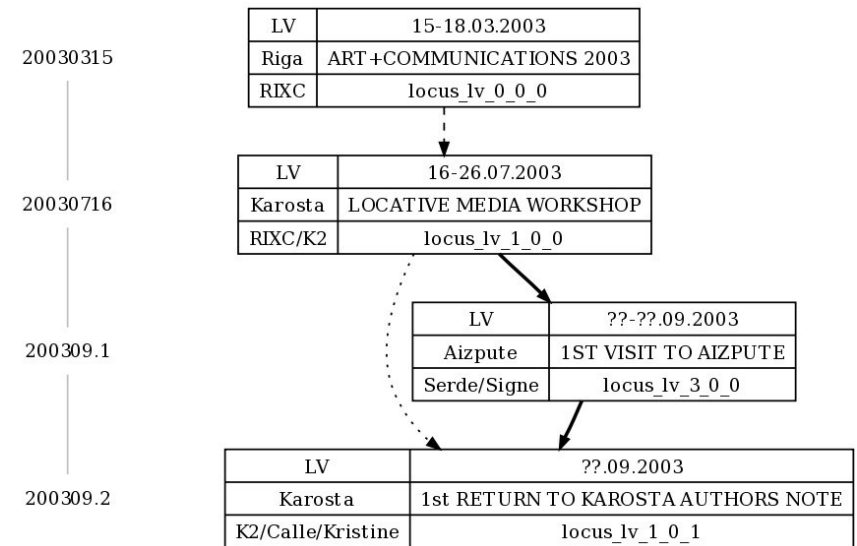 20030315
LV 15-18.03.2003
Riga ART+COMMUNICATIONS 2003
RIXC locus_lv_0_0_0
20030716
LV 16-26.07.2003
Karosta LOCATIVE MEDIA WORKSHOP
RIXC/K2 locus_lv_1_0_0
200309.1
LV ??-??.09.2003
Aizpute 1ST VISIT TO AIZPUTE
Serde/Signe locus_lv_3_0_0
200309.2
LV ??.09.2003
Karosta 1st RETURN TO KAROSTA AUTHORS NOTE
K2/Calle/Kristine locus_lv_1_0_1